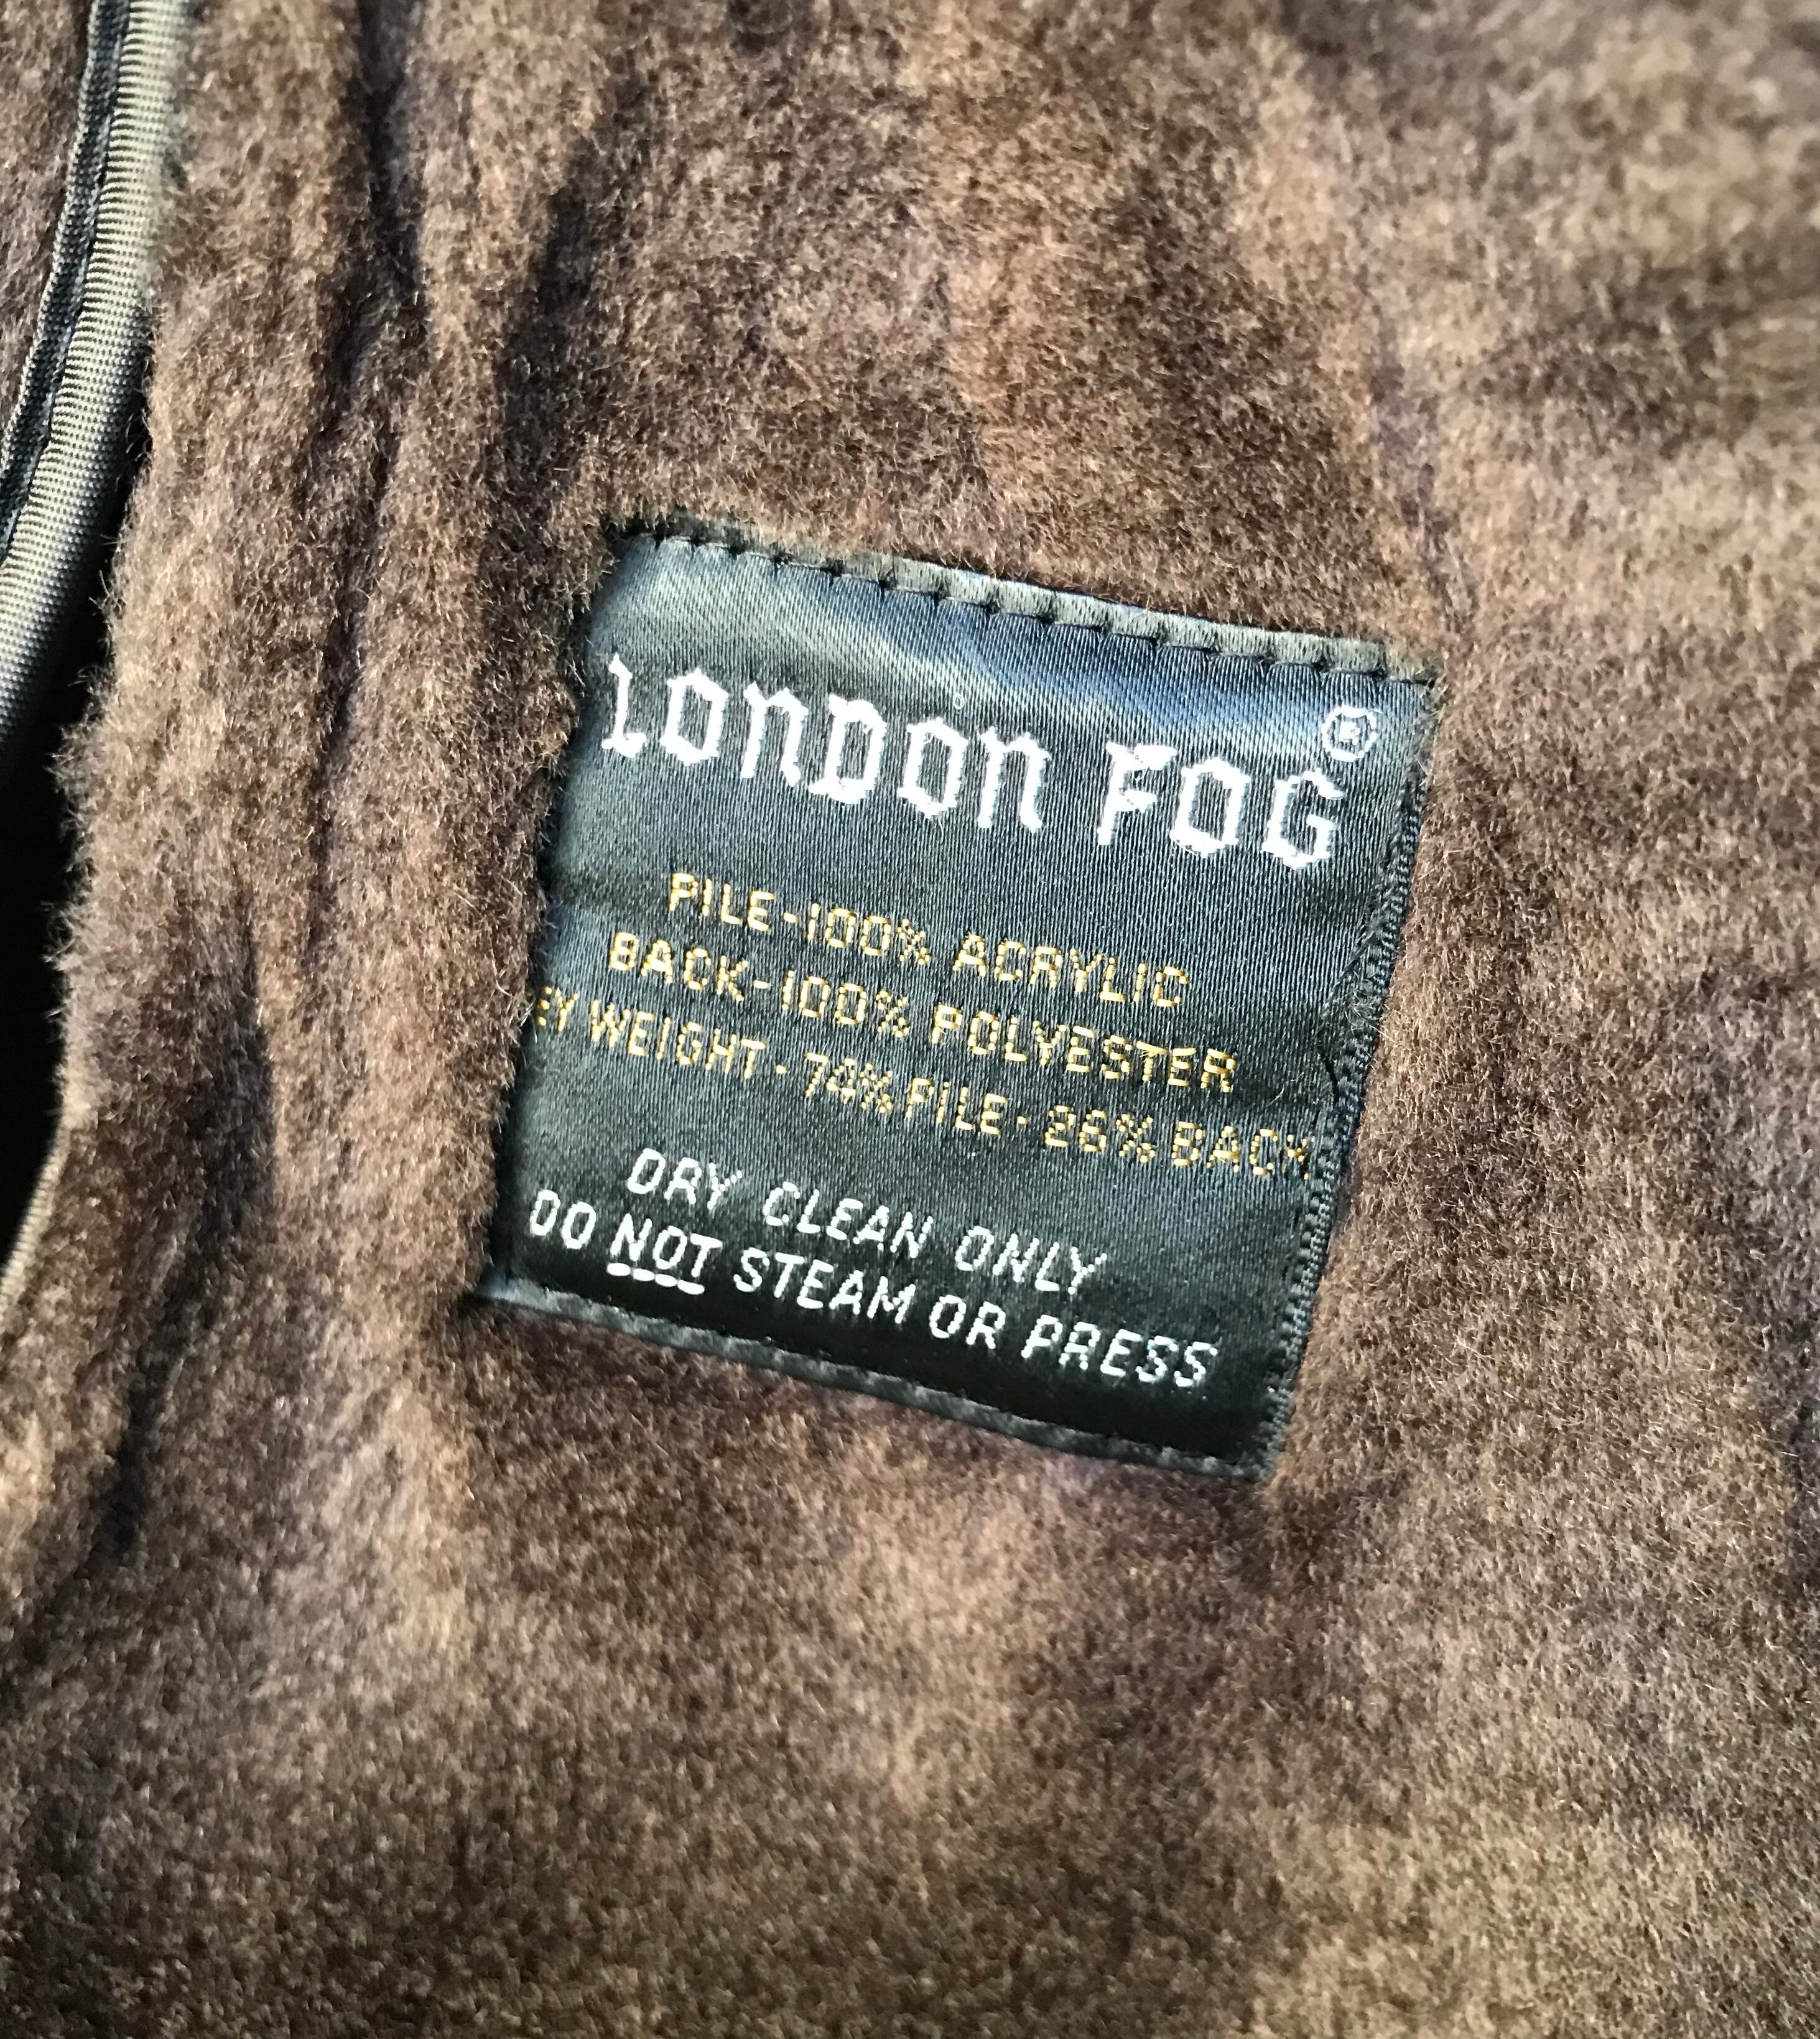 LONDON FOG ®
PILE-100% ACRYLIC
BACK-100% POLYESTER
EY WEIGHT-74% PILE-26% BACK
DRY CLEAN ONLY
DO NOT STEAM OR PRESS